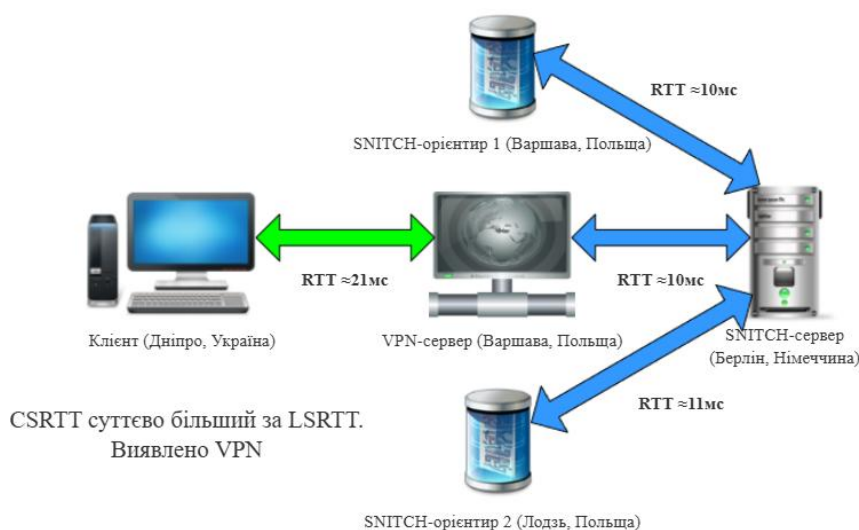 RTT ≈10мс
SNITCH-орієнтир 1 (Варшава, Польща)
RTT ≈21мс
RTT ≈10мс
Клієнт (Дніпро, Україна)
VPN-сервер (Варшава, Польща)
SNITCH-сервер
(Берлін, Німеччина)
RTT ≈11мс
CSRTT суттєво більший за LSRTT.
Виявлено VPN
SNITCH-орієнтир 2 (Лодзь, Польща)